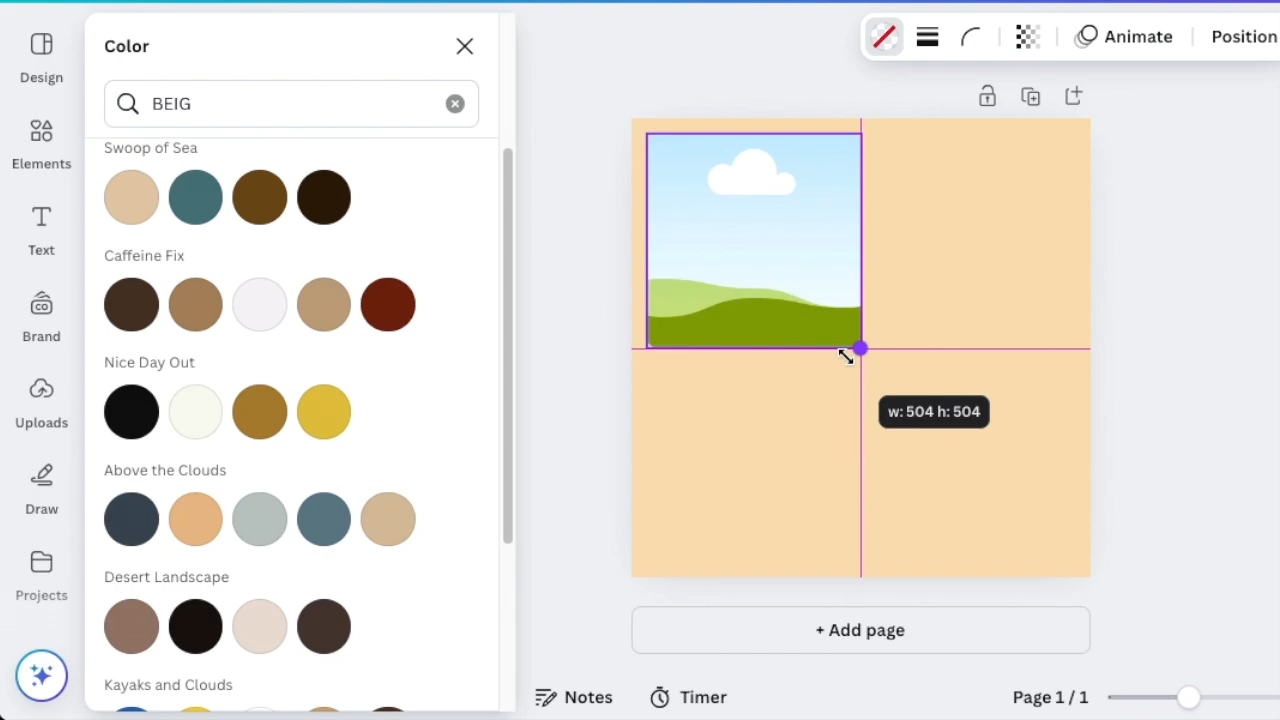 Design
Elements
Text
CO
Brand
Uploads
Draw
Projects
Color
BEIG
Swoop of Sea
Caffeine Fix
Nice Day Out
Above the Clouds
Desert Landscape
Kayaks and Clouds
Animate
Position
w: 504 h: 504
+ Add page
Notes
Timer
Page 1 / 1